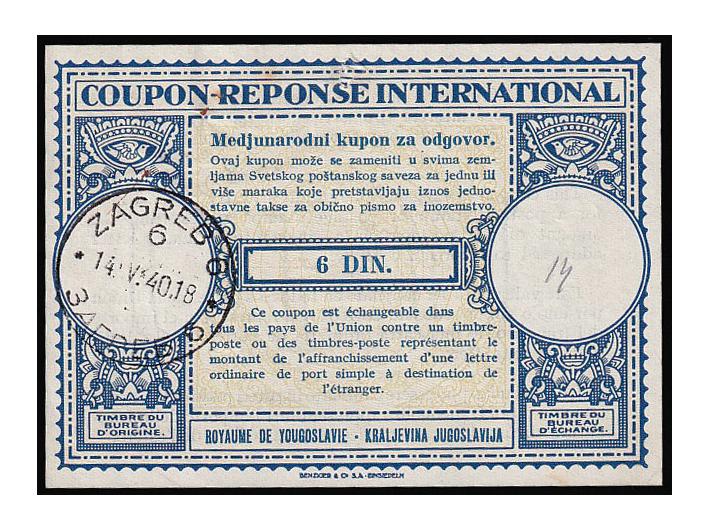 COUPON-REPONSE INTERNATIONAL
Medjunarodni kupon za odgovor.
Ovaj kupon može se zameniti u svima zem-
ljama Svetskog poštanskog saveza za jednu ili
više maraka koje pretstavljaju iznos jedno-
stavne takse za obično pismo za inozemstvo.
ZAGREB 6
6
* 14.V.40.18 *
ЗАГРЕБ 6
6 DIN.
14
Ce coupon est échangeable dans
tous les pays de l'Union contre un timbre-
poste ou des timbres-poste représentant le
montant de l'affranchissement d'une lettre
ordinaire de port simple à destination de
l'étranger.
TIMBRE DU
BUREAU
D'ORIGINE.
TIMBRE DU
BUREAU
D'ÉCHANGE.
ROYAUME DE YOUGOSLAVIE - KRALJEVINA JUGOSLAVIJA
BENZIGER & Co S.A. - EINSIEDELN